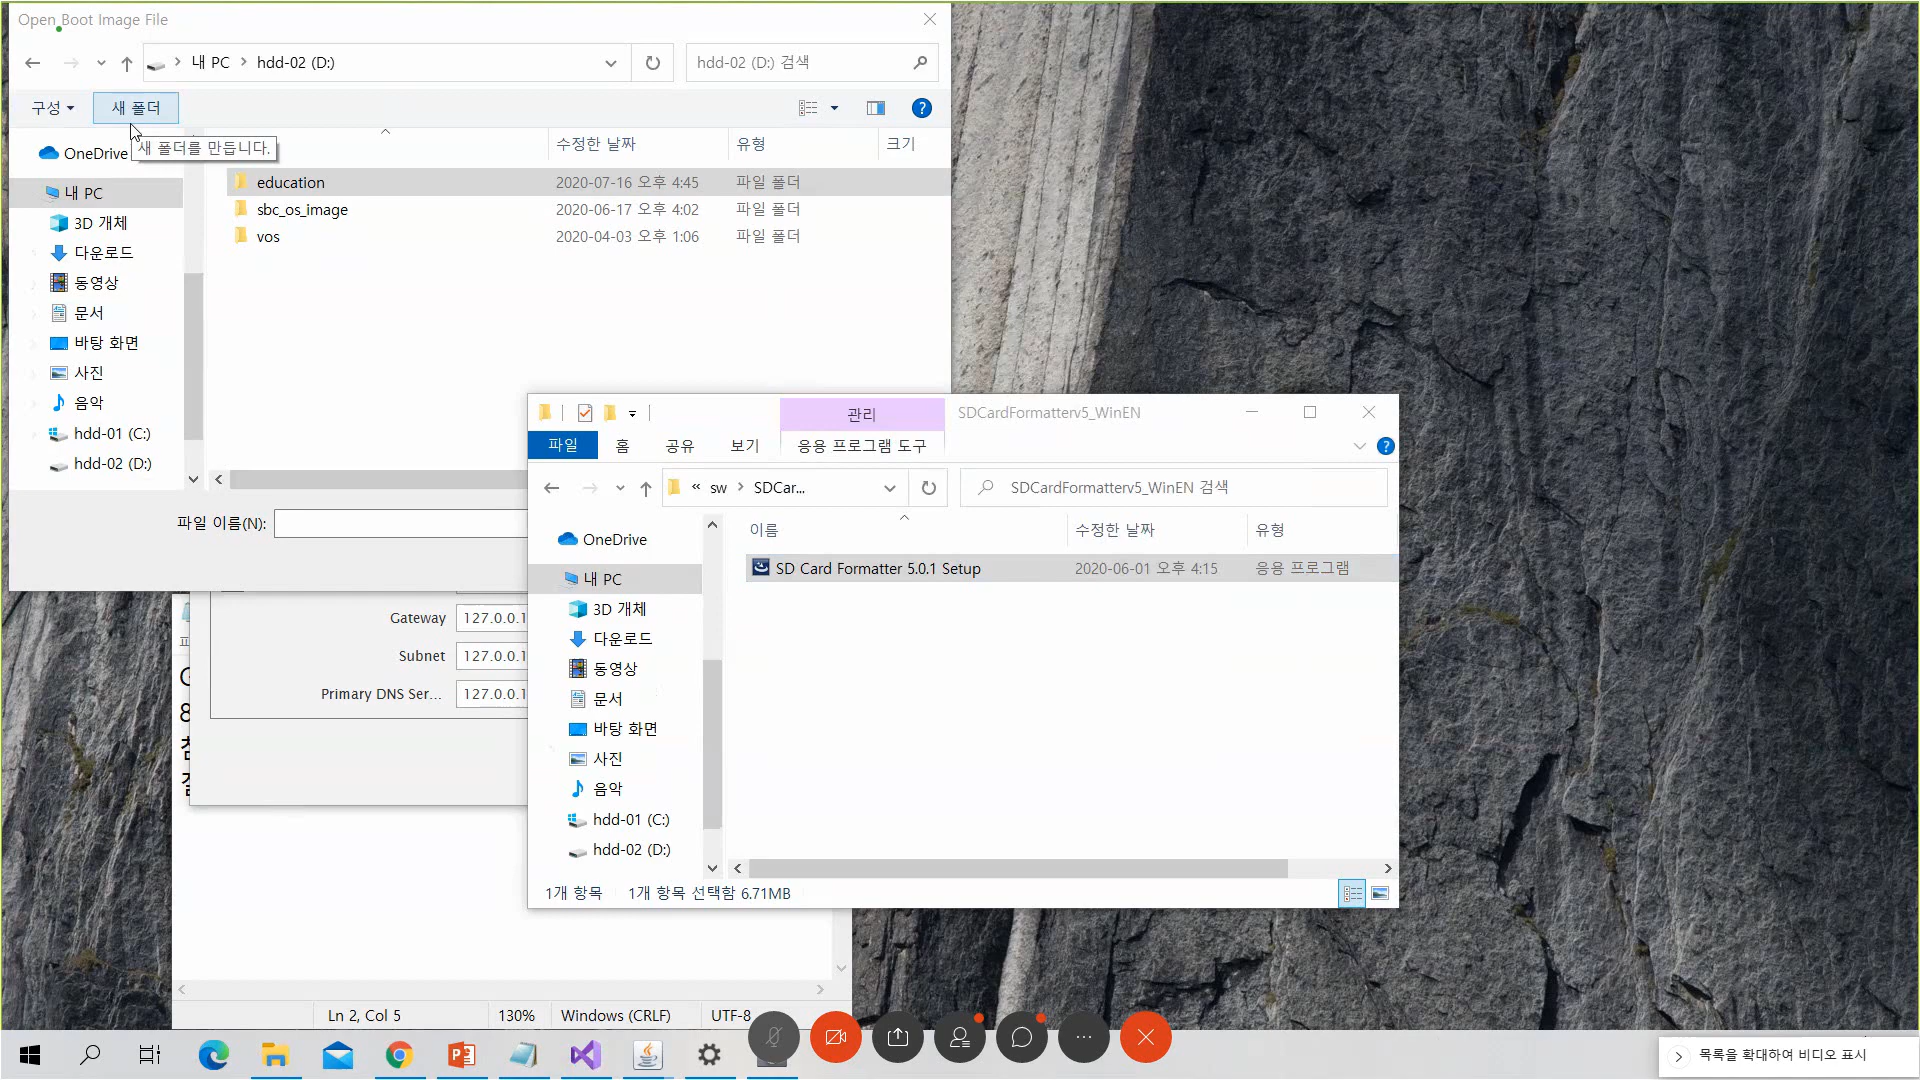 Open Boot Image File
내 PC
hdd-02 (D:)
hdd-02 (D:) 검색
구성
새 폴더
새 폴더를 만듭니다.
수정한 날짜
유형
크기
OneDrive
내 PC
3D 개체
다운로드
동영상
문서
바탕 화면
사진
음악
hdd-01 (C:)
hdd-02 (D:)
education
2020-07-16 오후 4:45
파일 폴더
sbc_os_image
2020-06-17 오후 4:02
파일 폴더
vos
2020-04-03 오후 1:06
파일 폴더
파일 이름(N):
Gateway
127.0.0.1
Subnet
127.0.0.1
Primary DNS Ser...
127.0.0.1
관리
SDCardFormatterv5_WinEN
파일
홈
공유
보기
응용 프로그램 도구
« sw
SDCar...
SDCardFormatterv5_WinEN 검색
이름
수정한 날짜
유형
OneDrive
내 PC
3D 개체
다운로드
동영상
문서
바탕 화면
사진
음악
hdd-01 (C:)
hdd-02 (D:)
SD Card Formatter 5.0.1 Setup
2020-06-01 오후 4:15
응용 프로그램
1개 항목
1개 항목 선택함 6.71MB
Ln 2, Col 5
130%
Windows (CRLF)
UTF-8
목록을 확대하여 비디오 표시